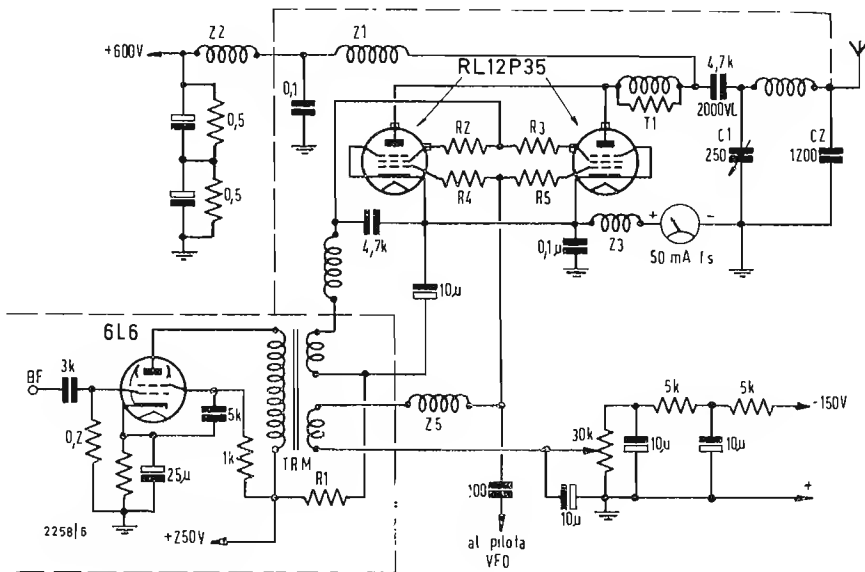 Z2
Z1
+600V
RL12P35
4,7k
2000VL
0,1
0,5
T1
R2
R3
C1
250
C2
1200
R4
R5
0,5
+
-
4,7k
0,1µ
Z3
50 mA fs
10µ
6L6
3k
BF
5k
5k
5k
-150V
Z5
30k
0,2
1k
10µ
10µ
25µ
TRM
R1
100
+
10µ
2258/6
+250V
al pilota
VFO